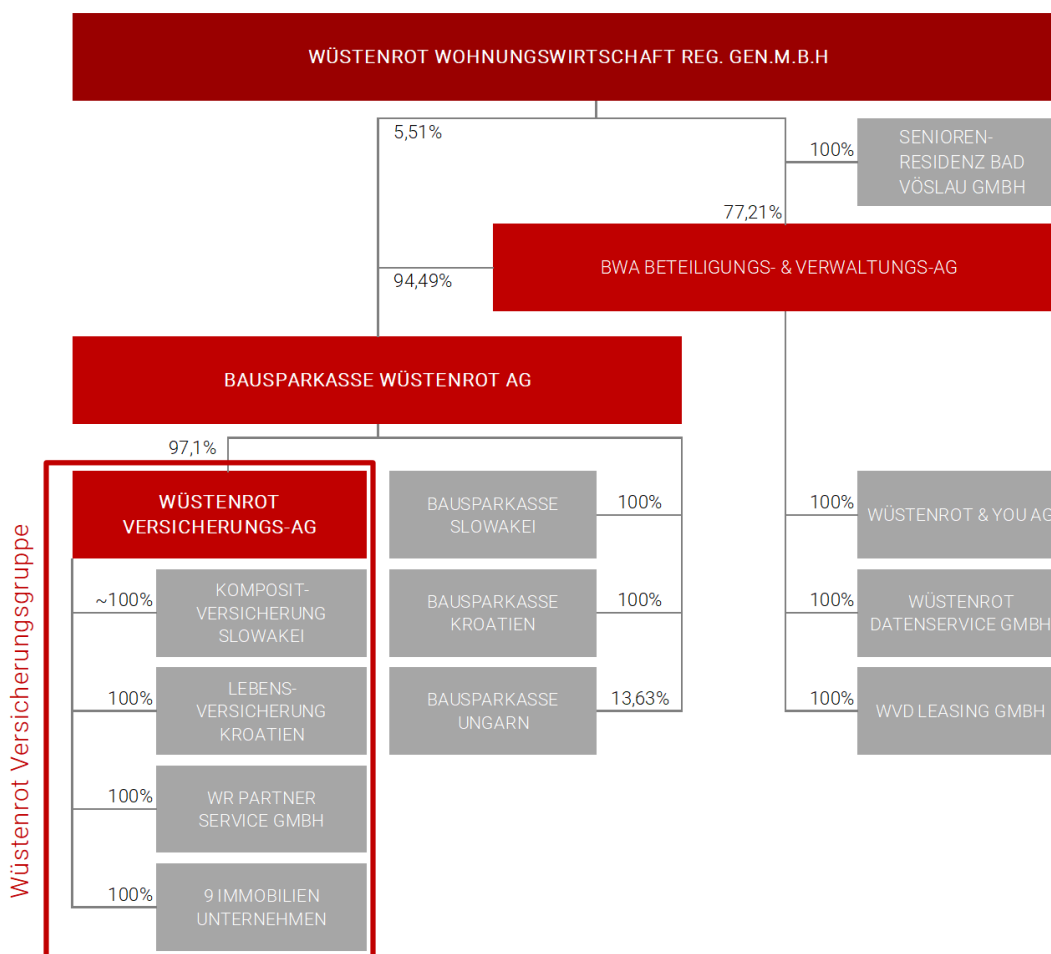 WÜSTENROT WOHNUNGSWIRTSCHAFT REG. GEN.M.B.H
5,51%
100%
SENIOREN-
RESIDENZ BAD
VÖSLAU GMBH
77,21%
BWA BETEILIGUNGS- & VERWALTUNGS-AG
94,49%
BAUSPARKASSE WÜSTENROT AG
97,1%
Wüstenrot Versicherungsgruppe
WÜSTENROT
VERSICHERUNGS-AG
~100%
KOMPOSIT-
VERSICHERUNG
SLOWAKEI
100%
LEBENS-
VERSICHERUNG
KROATIEN
100%
WR PARTNER
SERVICE GMBH
100%
9 IMMOBILIEN
UNTERNEHMEN
BAUSPARKASSE
SLOWAKEI
100%
BAUSPARKASSE
KROATIEN
100%
BAUSPARKASSE
UNGARN
13,63%
100%
WÜSTENROT & YOU AG
100%
WÜSTENROT
DATENSERVICE GMBH
100%
WVD LEASING GMBH